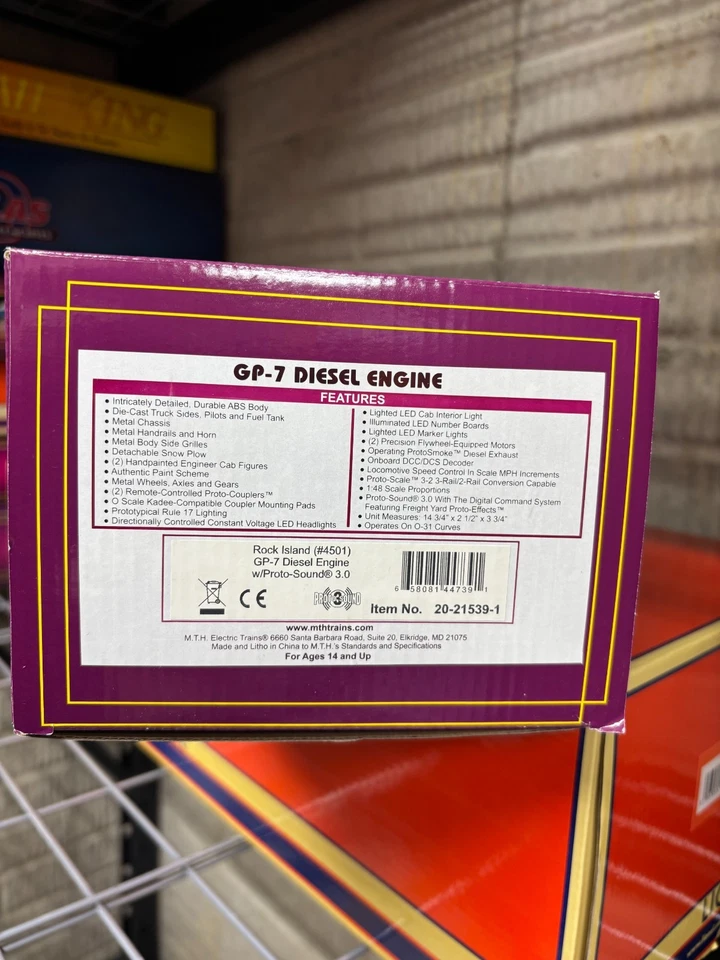 GP-7 DIESEL ENGINE
FEATURES
• Intricately Detailed, Durable ABS Body
• Die-Cast Truck Sides, Pilots and Fuel Tank
• Metal Chassis
• Metal Handrails and Horn
• Metal Body Side Grilles
• Detachable Snow Plow
• (2) Handpainted Engineer Cab Figures
• Authentic Paint Scheme
• Metal Wheels, Axles and Gears
• (2) Remote-Controlled Proto-Couplers™
• O Scale Kadee-Compatible Coupler Mounting Pads
• Prototypical Rule 17 Lighting
• Directionally Controlled Constant Voltage LED Headlights
• Lighted LED Cab Interior Light
• Illuminated LED Number Boards
• Lighted LED Marker Lights
• (2) Precision Flywheel-Equipped Motors
• Operating ProtoSmoke™ Diesel Exhaust
• Onboard DCC/DCS Decoder
• Locomotive Speed Control In Scale MPH Increments
• Proto-Scale™ 3-2 3-Rail/2-Rail Conversion Capable
• 1:48 Scale Proportions
• Proto-Sound® 3.0 With The Digital Command System
Featuring Freight Yard Proto-Effects™
• Unit Measures: 14 3/4" x 2 1/2" x 3 3/4"
• Operates On O-31 Curves
Rock Island (#4501)
GP-7 Diesel Engine
w/Proto-Sound® 3.0
CE
PROTO 3 SOUND
6 58081 44739 1
Item No. 20-21539-1
www.mthtrains.com
M.T.H. Electric Trains® 6660 Santa Barbara Road, Suite 20, Elkridge, MD 21075
Made and Litho in China to M.T.H.'s Standards and Specifications
For Ages 14 and Up